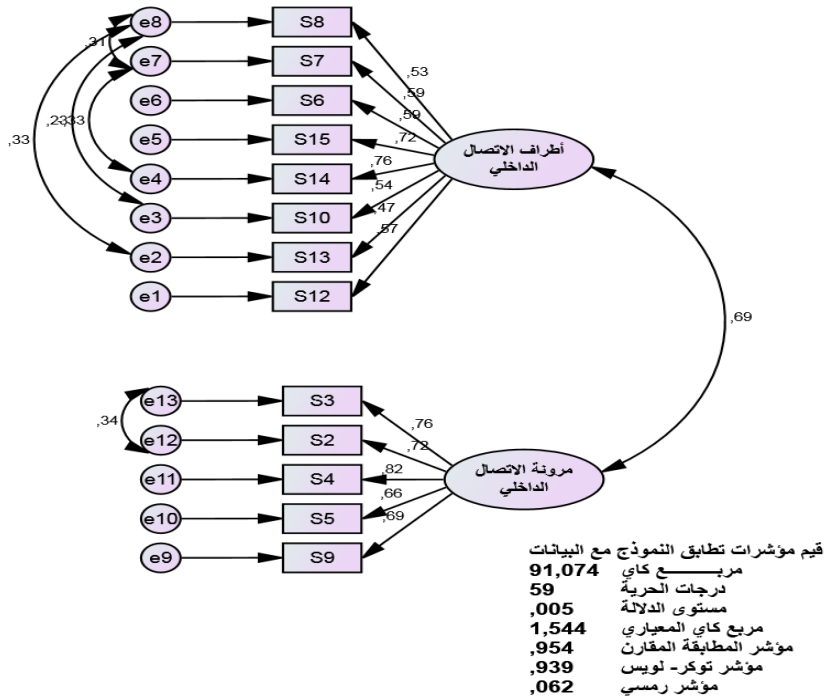 e8 S8
,31
e7 S7
,53
e6 S6
,59
,59
e5 S15
,72
أطراف الاتصال
الداخلي
,33
,23
,33
e4 S14
,76
,54
e3 S10
,47
e2 S13
,57
e1 S12
,69
e13 S3
,76
,34
e12 S2
,72
e11 S4
,82
مرونة الاتصال
الداخلي
,66
e10 S5
,69
e9 S9
قيم مؤشرات تطابق النموذج مع البيانات
مربـــــــع كاي 91,074
درجات الحرية 59
مستوى الدلالة ,005
مربع كاي المعياري 1,544
مؤشر المطابقة المقارن ,954
مؤشر توكر- لويس ,939
مؤشر رمسي ,062